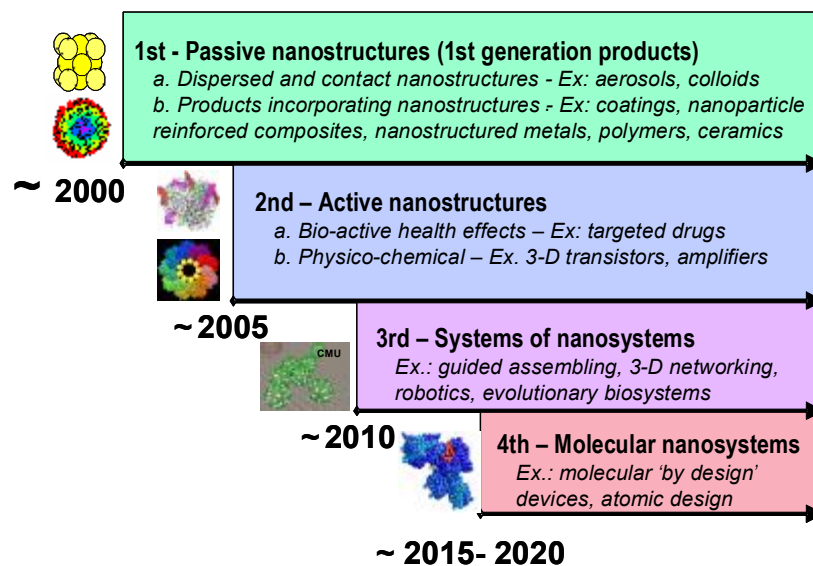 1st - Passive nanostructures (1st generation products)
a. Dispersed and contact nanostructures - Ex: aerosols, colloids
b. Products incorporating nanostructures - Ex: coatings, nanoparticle
reinforced composites, nanostructured metals, polymers, ceramics
~ 2000
2nd – Active nanostructures
a. Bio-active health effects – Ex: targeted drugs
b. Physico-chemical – Ex. 3-D transistors, amplifiers
~ 2005
CMU
3rd – Systems of nanosystems
Ex.: guided assembling, 3-D networking,
robotics, evolutionary biosystems
~ 2010
4th – Molecular nanosystems
Ex.: molecular ‘by design’
devices, atomic design
~ 2015- 2020